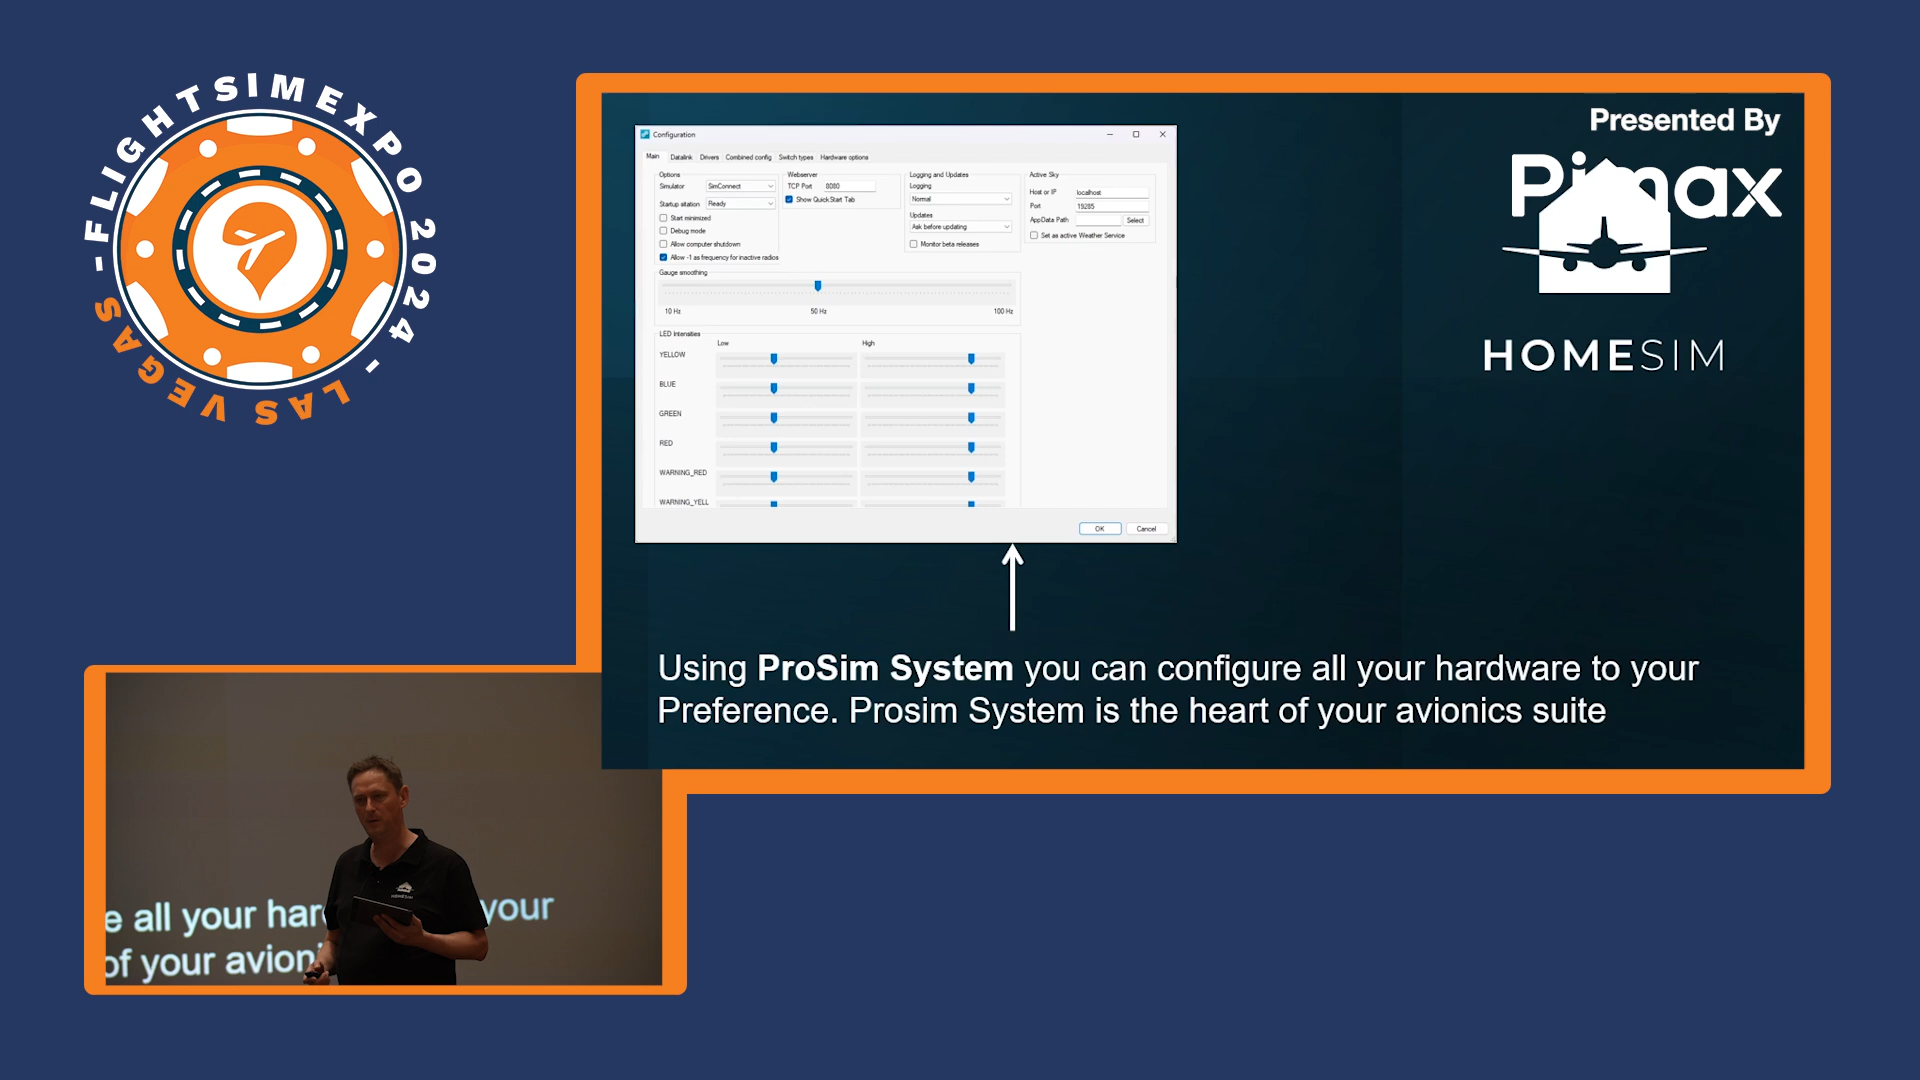 FLIGHTSIMEXPO 2024 - LAS VEGAS -
Presented By
Pimax
HOMESIM
Configuration
Main Datalink Drivers Combined config Switch types Hardware options
Options
Simulator SimConnect
Startup sitation Ready
Start minimized
Debug mode
Allow computer shutdown
Allow -1 as frequency for inactive radios
Webserver
TCP Port 8080
Show QuickStart Tab
Logging and Updates
Logging
Normal
Updates
Ask before updating
Monitor beta releases
Active Sky
Host or IP localhost
Port 19285
AppData Path Select
Set as active Weather Service
Gauge smoothing
10 Hz 50 Hz 100 Hz
LED Intensities
Low High
YELLOW
BLUE
GREEN
RED
WARNING_RED
WARNING_YELL
OK Cancel
Using ProSim System you can configure all your hardware to your
Preference. Prosim System is the heart of your avionics suite
e all your har your
of your avion
HOMESIM